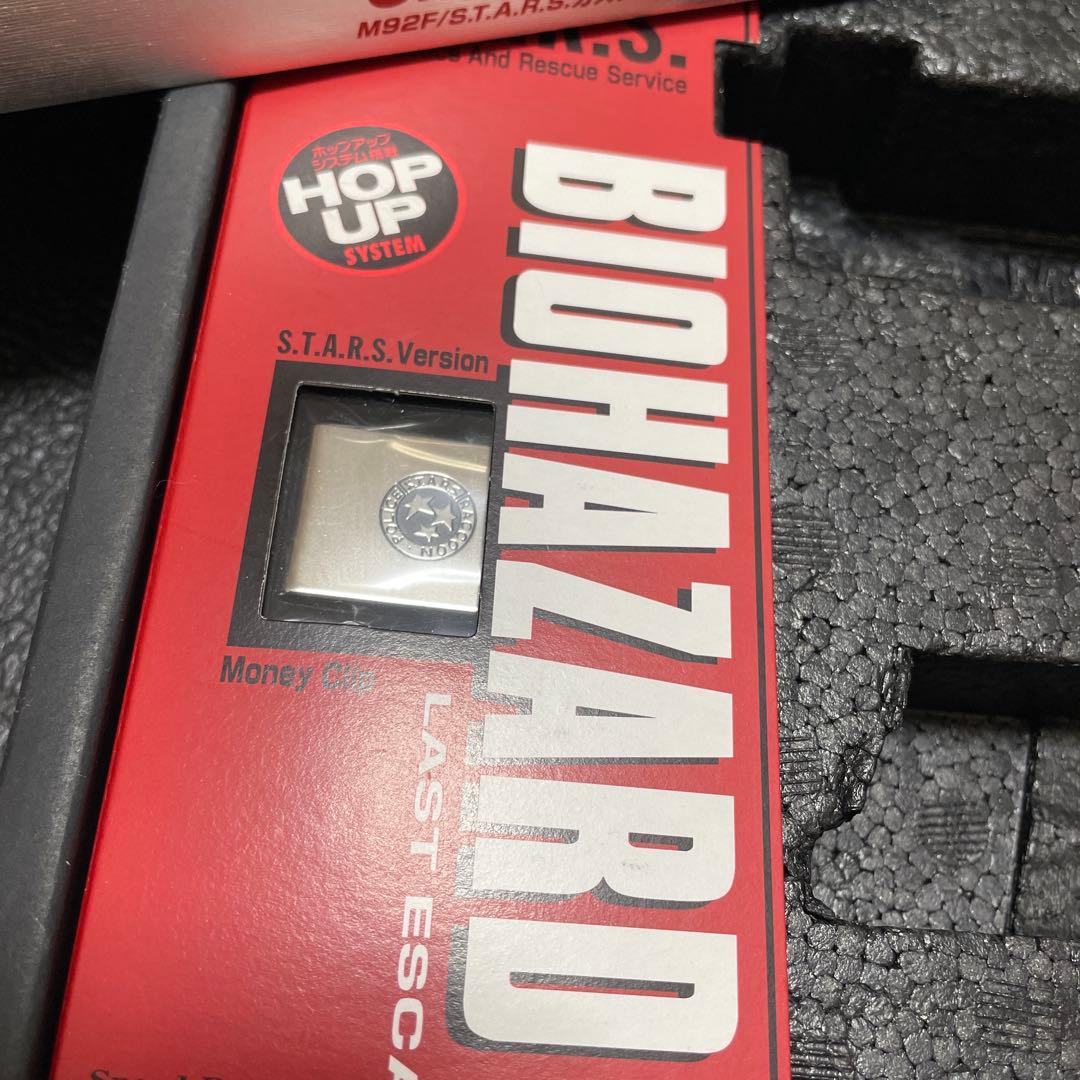 M92F/S.T.A.R.S.
.R.S.
And Rescue Service
ホップアップ
システム搭載
HOP
UP
SYSTEM
S.T.A.R.S.Version
POLICE S.T.A.R.S. RACCOON
Money Clip
BIOHAZARD
LAST ESCA